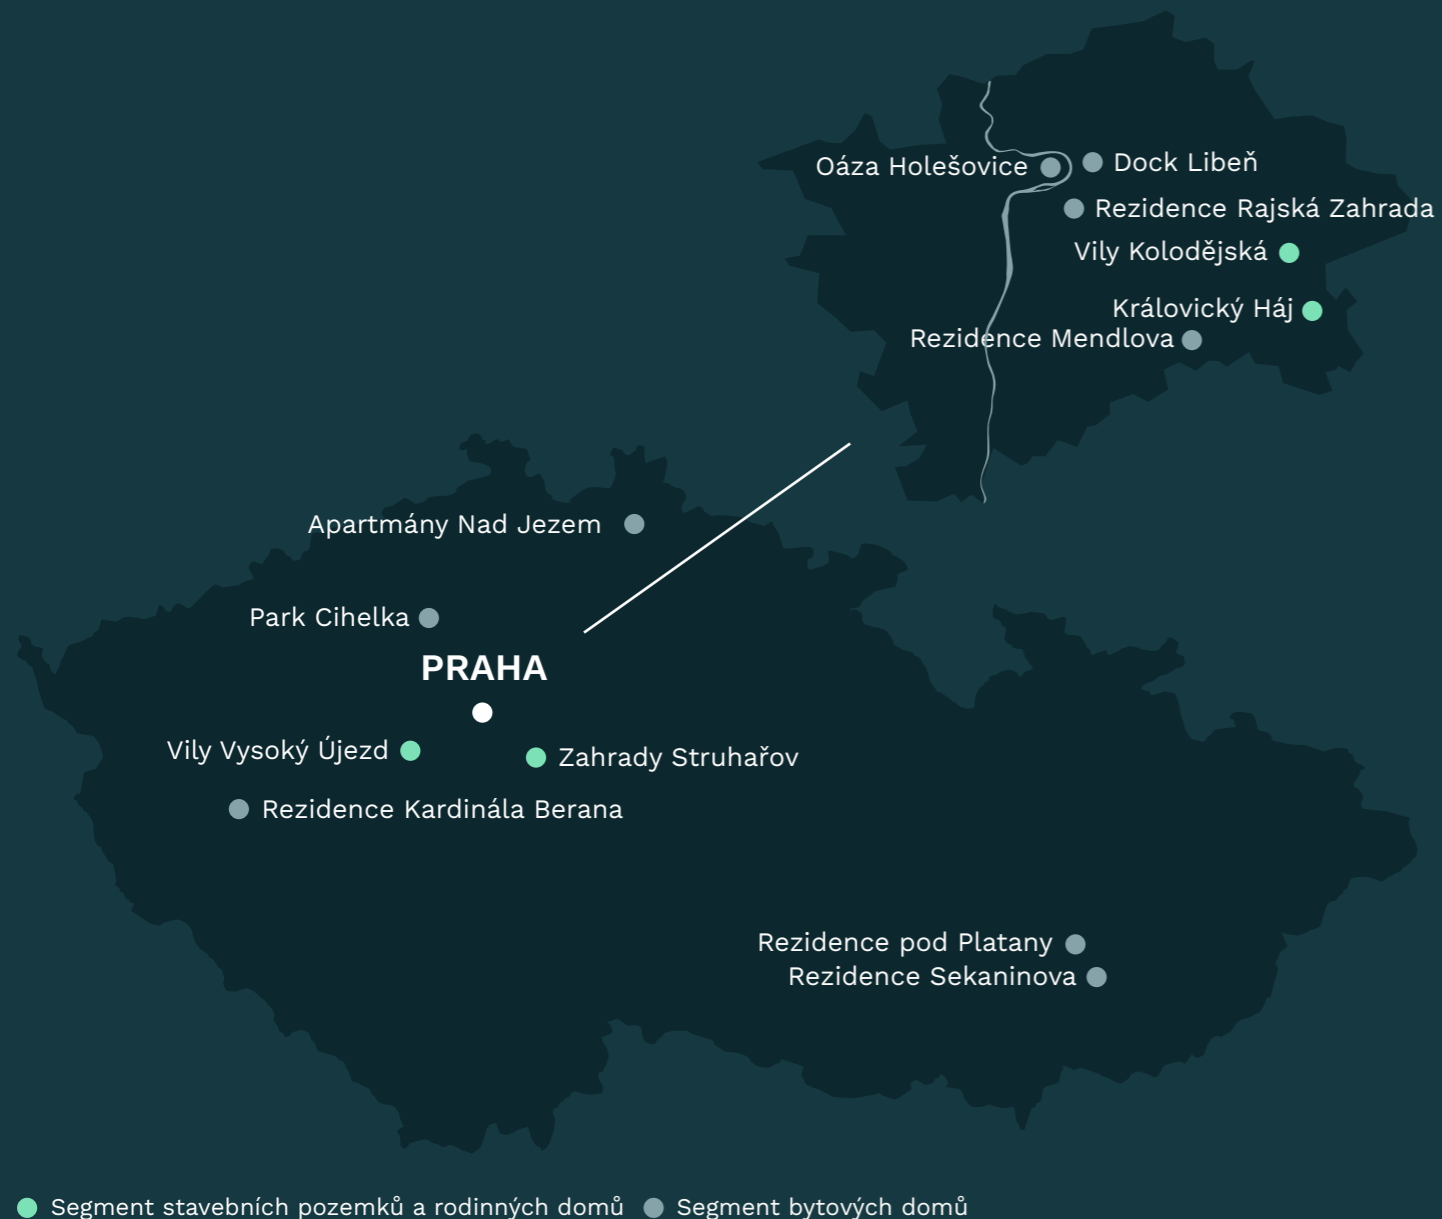 Oáza Holešovice
Dock Libeň
Rezidence Rajská Zahrada
Vily Kolodějská
Královický Háj
Rezidence Mendlova
Apartmány Nad Jezem
Park Cihelka
PRAHA
Vily Vysoký Újezd
Zahrady Struhařov
Rezidence Kardinála Berana
Rezidence pod Platany
Rezidence Sekaninova
Segment stavebních pozemků a rodinných domů
Segment bytových domů